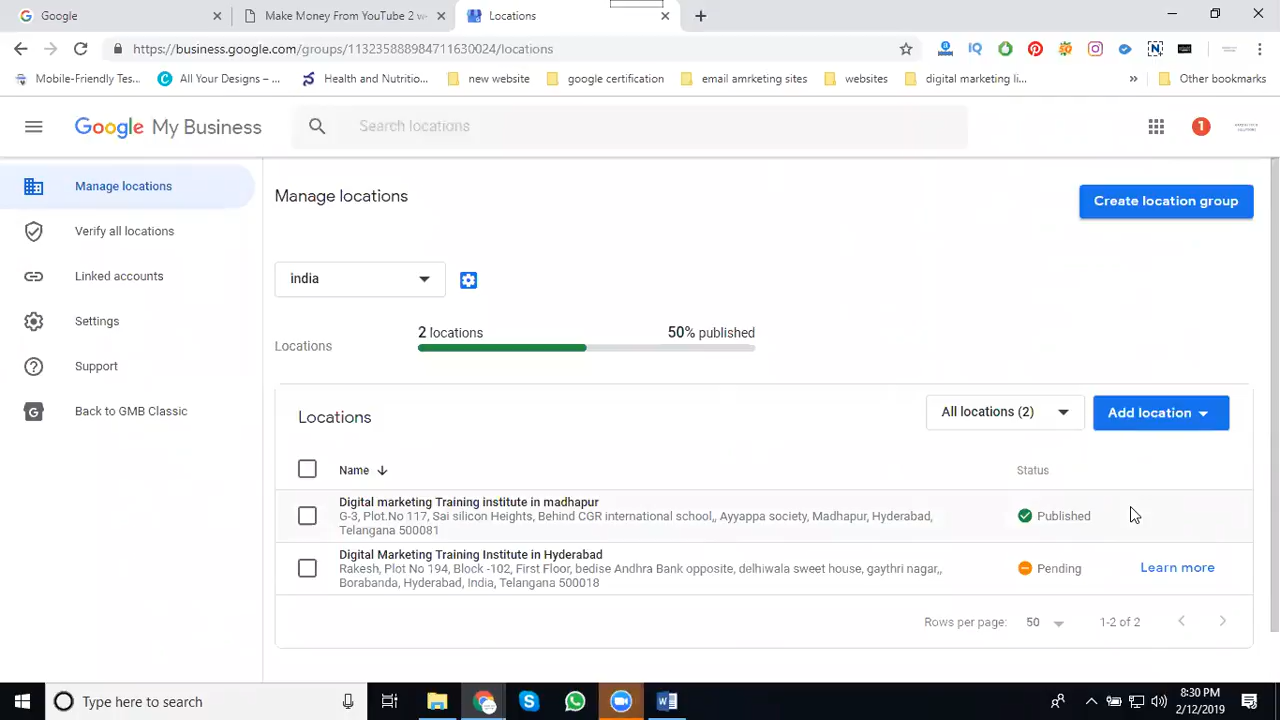 Google
Make Money From YouTube 2 w
Locations
https://business.google.com/groups/113235888984711630024/locations
Mobile-Friendly Tes...
All Your Designs – ...
Health and Nutritio...
new website
google certification
email amrketing sites
websites
digital marketing li...
Other bookmarks
Google My Business
Search locations
1
Manage locations
Verify all locations
Linked accounts
Settings
Support
Back to GMB Classic
Manage locations
Create location group
india
Locations
2 locations
50% published
Locations
All locations (2)
Add location
Name
Status
Digital marketing Training institute in madhapur
G-3, Plot.No 117, Sai silicon Heights, Behind CGR international school,, Ayyappa society, Madhapur, Hyderabad,
Telangana 500081
Published
Digital Marketing Training Institute in Hyderabad
Rakesh, Plot No 194, Block -102, First Floor, bedise Andhra Bank opposite, delhiwala sweet house, gaythri nagar,,
Borabanda, Hyderabad, India, Telangana 500018
Pending
Learn more
Rows per page:
50
1-2 of 2
Type here to search
8:30 PM
2/12/2019